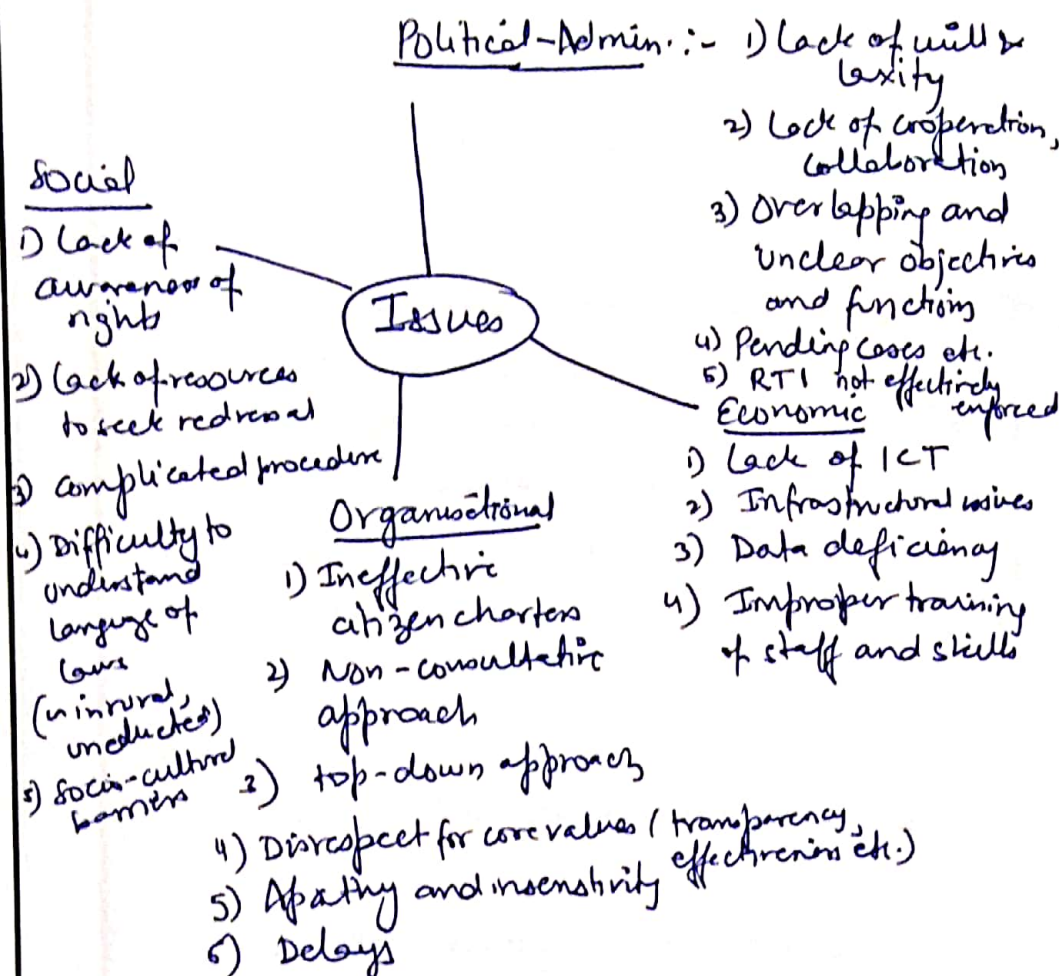 Political-Admin. :- 1) Lack of will &
laxity
2) Lack of cooperation,
collaboration
3) Overlapping and
unclear objectives
and functions
4) Pending cases etc.
5) RTI not effectively
enforced
Social
1) Lack of
awareness of
rights
2) Lack of resources
to seek redressal
3) complicated procedure
4) Difficulty to
understand
language of
laws
(in rural,
uneducted)
5) Socio-cultural
barriers
Issues
Organisational
1) Ineffective
citizen charters
2) Non-consultative
approach
3) top-down approach
4) Disrespect for core values (transparency,
effectiveness etc.)
5) Apathy and insensitivity
6) Delays
Economic
1) Lack of ICT
2) Infrastructural issues
3) Data deficiency
4) Improper training
of staff and skills